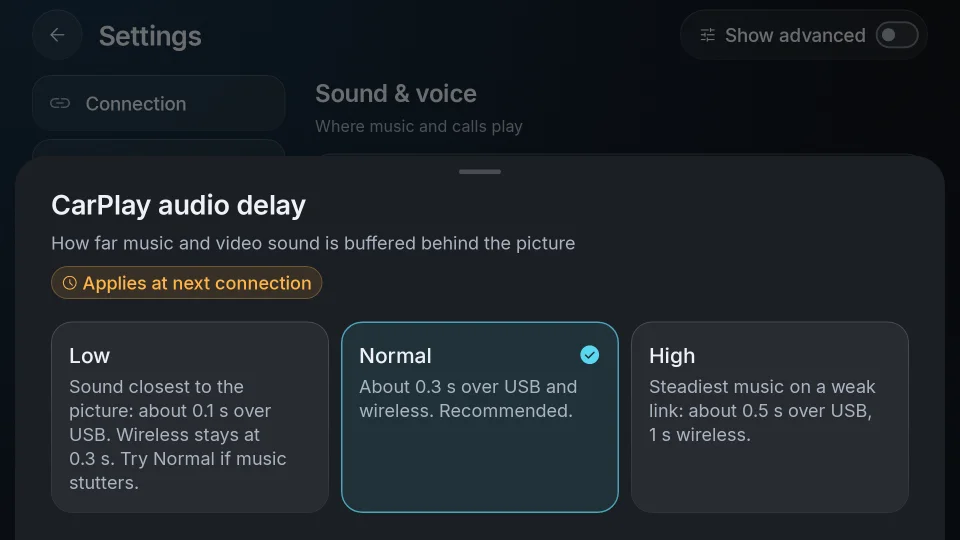 Settings
Show advanced
Connection
Sound & voice
Where music and calls play
CarPlay audio delay
How far music and video sound is buffered behind the picture
Applies at next connection
Low
Sound closest to the
picture: about 0.1 s over
USB. Wireless stays at
0.3 s. Try Normal if music
stutters.
Normal
About 0.3 s over USB and
wireless. Recommended.
High
Steadiest music on a weak
link: about 0.5 s over USB,
1 s wireless.